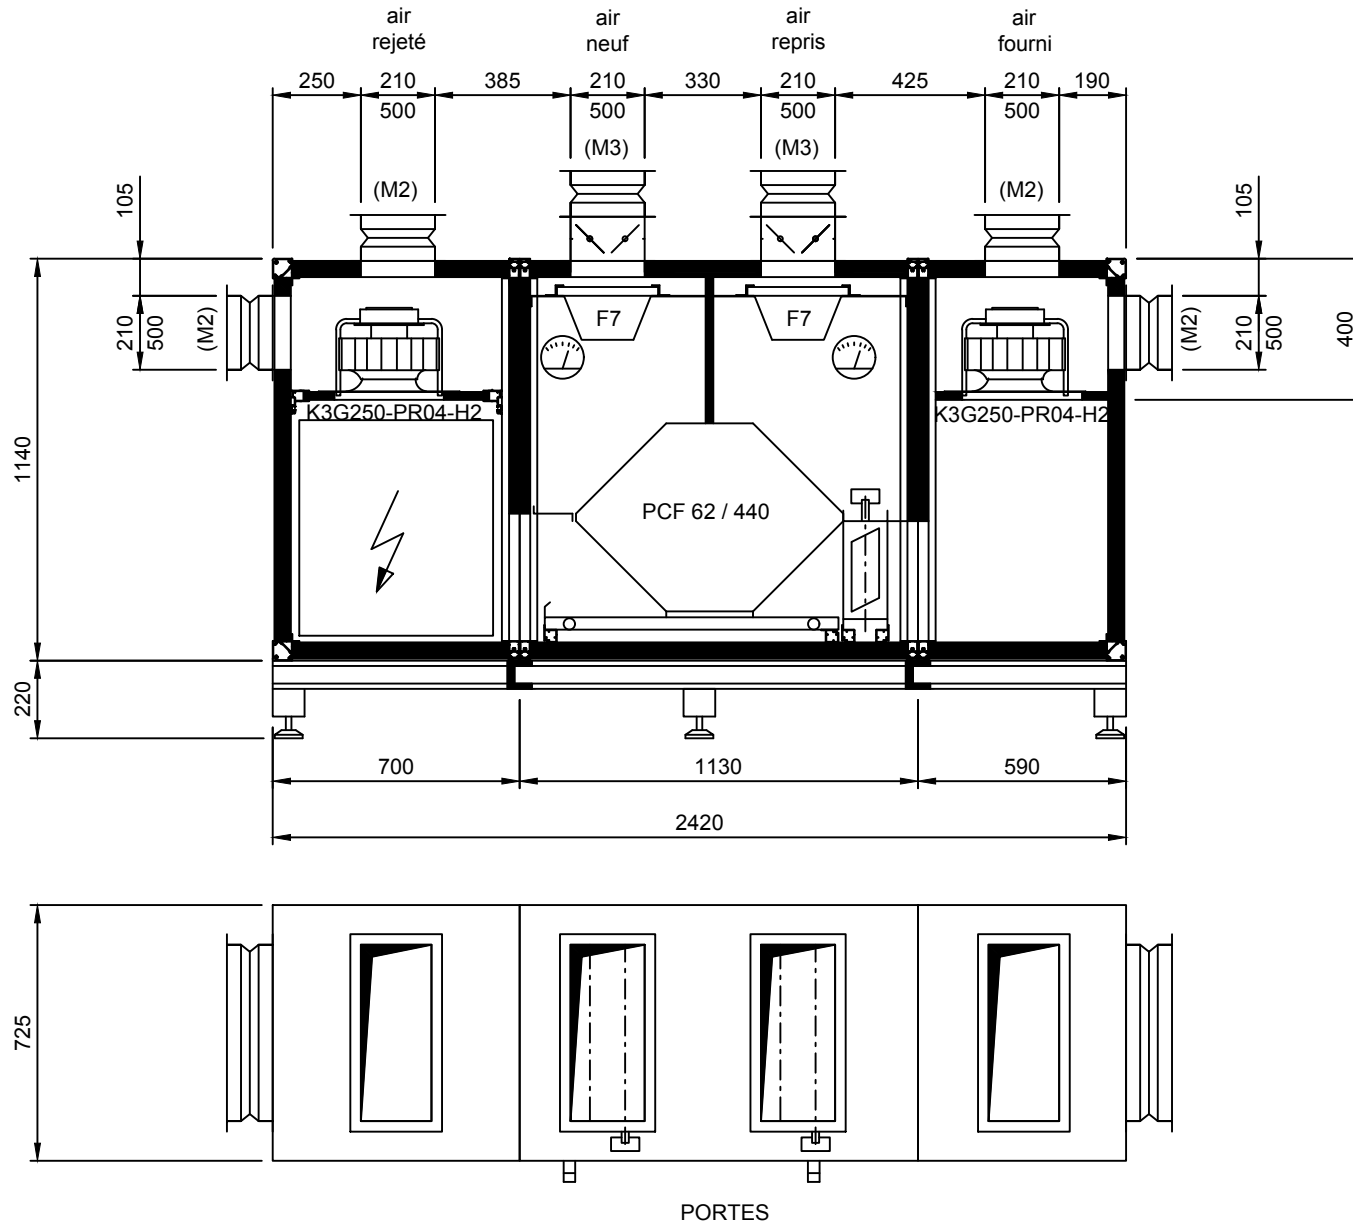 air
rejeté
air
neuf
air
repris
air
fourni
250
210
385
210
330
210
425
210
190
500
500
500
500
(M3)
(M3)
(M2)
(M2)
105
105
210
500
(M2)
F7
F7
(M2)
210
500
400
K3G250-PR04-H2
K3G250-PR04-H2
1140
PCF 62 / 440
220
700
1130
590
2420
725
PORTES